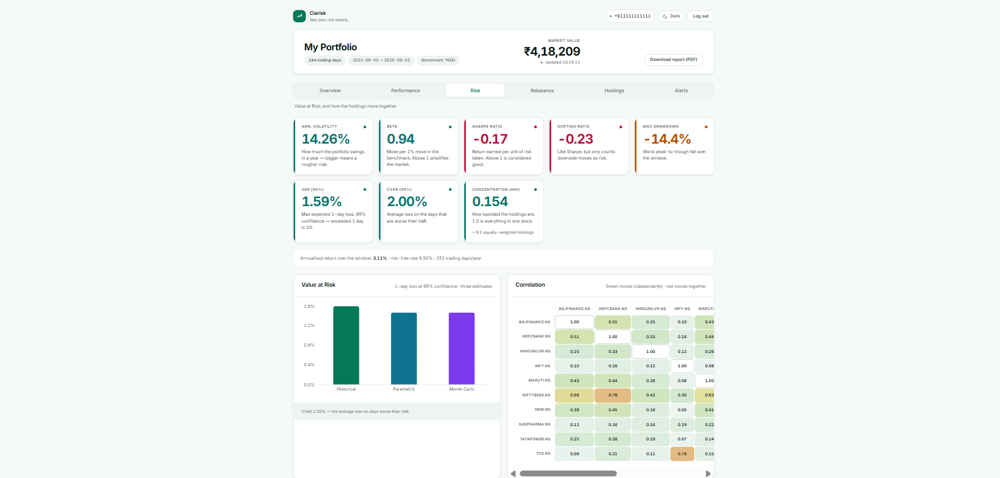 Clarisk
See your risk clearly.
+911111111111
Dark
Log out
My Portfolio
244 trading days
2025-09-03 → 2026-09-02
Benchmark ^NSEI
MARKET VALUE
₹4,18,209
Updated 18:16:21
Download report (PDF)
Overview
Performance
Risk
Rebalance
Holdings
Alerts
Value at Risk, and how the holdings move together
ANN. VOLATILITY
14.26%
How much the portfolio swings
in a year — bigger means a
rougher ride.
BETA
0.94
Move per 1% move in the
benchmark. Above 1 amplifies
the market.
SHARPE RATIO
-0.17
Return earned per unit of risk
taken. Above 1 is considered
good.
SORTINO RATIO
-0.23
Like Sharpe, but only counts
downside moves as risk.
MAX DRAWDOWN
-14.4%
Worst peak-to-trough fall over
the window.
VAR (95%)
1.59%
Max expected 1-day loss, 95%
confidence — exceeded 1 day
in 20.
CVAR (95%)
2.00%
Average loss on the days that
are worse than VaR.
CONCENTRATION (HHI)
0.154
How lopsided the holdings are.
1.0 is everything in one stock.
≈ 6.5 equally-weighted holdings
Annualised return over the window: 3.11% · risk-free rate 6.50% · 252 trading days/year
Value at Risk
1-day loss at 95% confidence · three estimates
1.6%
1.2%
0.8%
0.4%
0.0%
Historical
Parametric
Monte Carlo
CVaR 2.00% — the average loss on days worse than VaR.
Correlation
Green moves independently · red moves together
BAJFINANCE.NS HDFCBANK.NS HINDUNILVR.NS INFY.NS MARUTI
BAJFINANCE.NS 1.00 0.51 0.25 0.10 0.43
HDFCBANK.NS 0.51 1.00 0.33 0.16 0.44
HINDUNILVR.NS 0.25 0.33 1.00 0.12 0.26
INFY.NS 0.10 0.16 0.12 1.00 0.08
MARUTI.NS 0.43 0.44 0.26 0.08 1.00
NIFTYBEES.NS 0.66 0.78 0.42 0.30 0.63
SBIN.NS 0.39 0.45 0.18 0.05 0.41
SUNPHARMA.NS 0.12 0.16 0.16 0.19 0.22
TATAPOWER.NS 0.25 0.28 0.19 0.07 0.14
TCS.NS 0.09 0.21 0.11 0.78 0.15